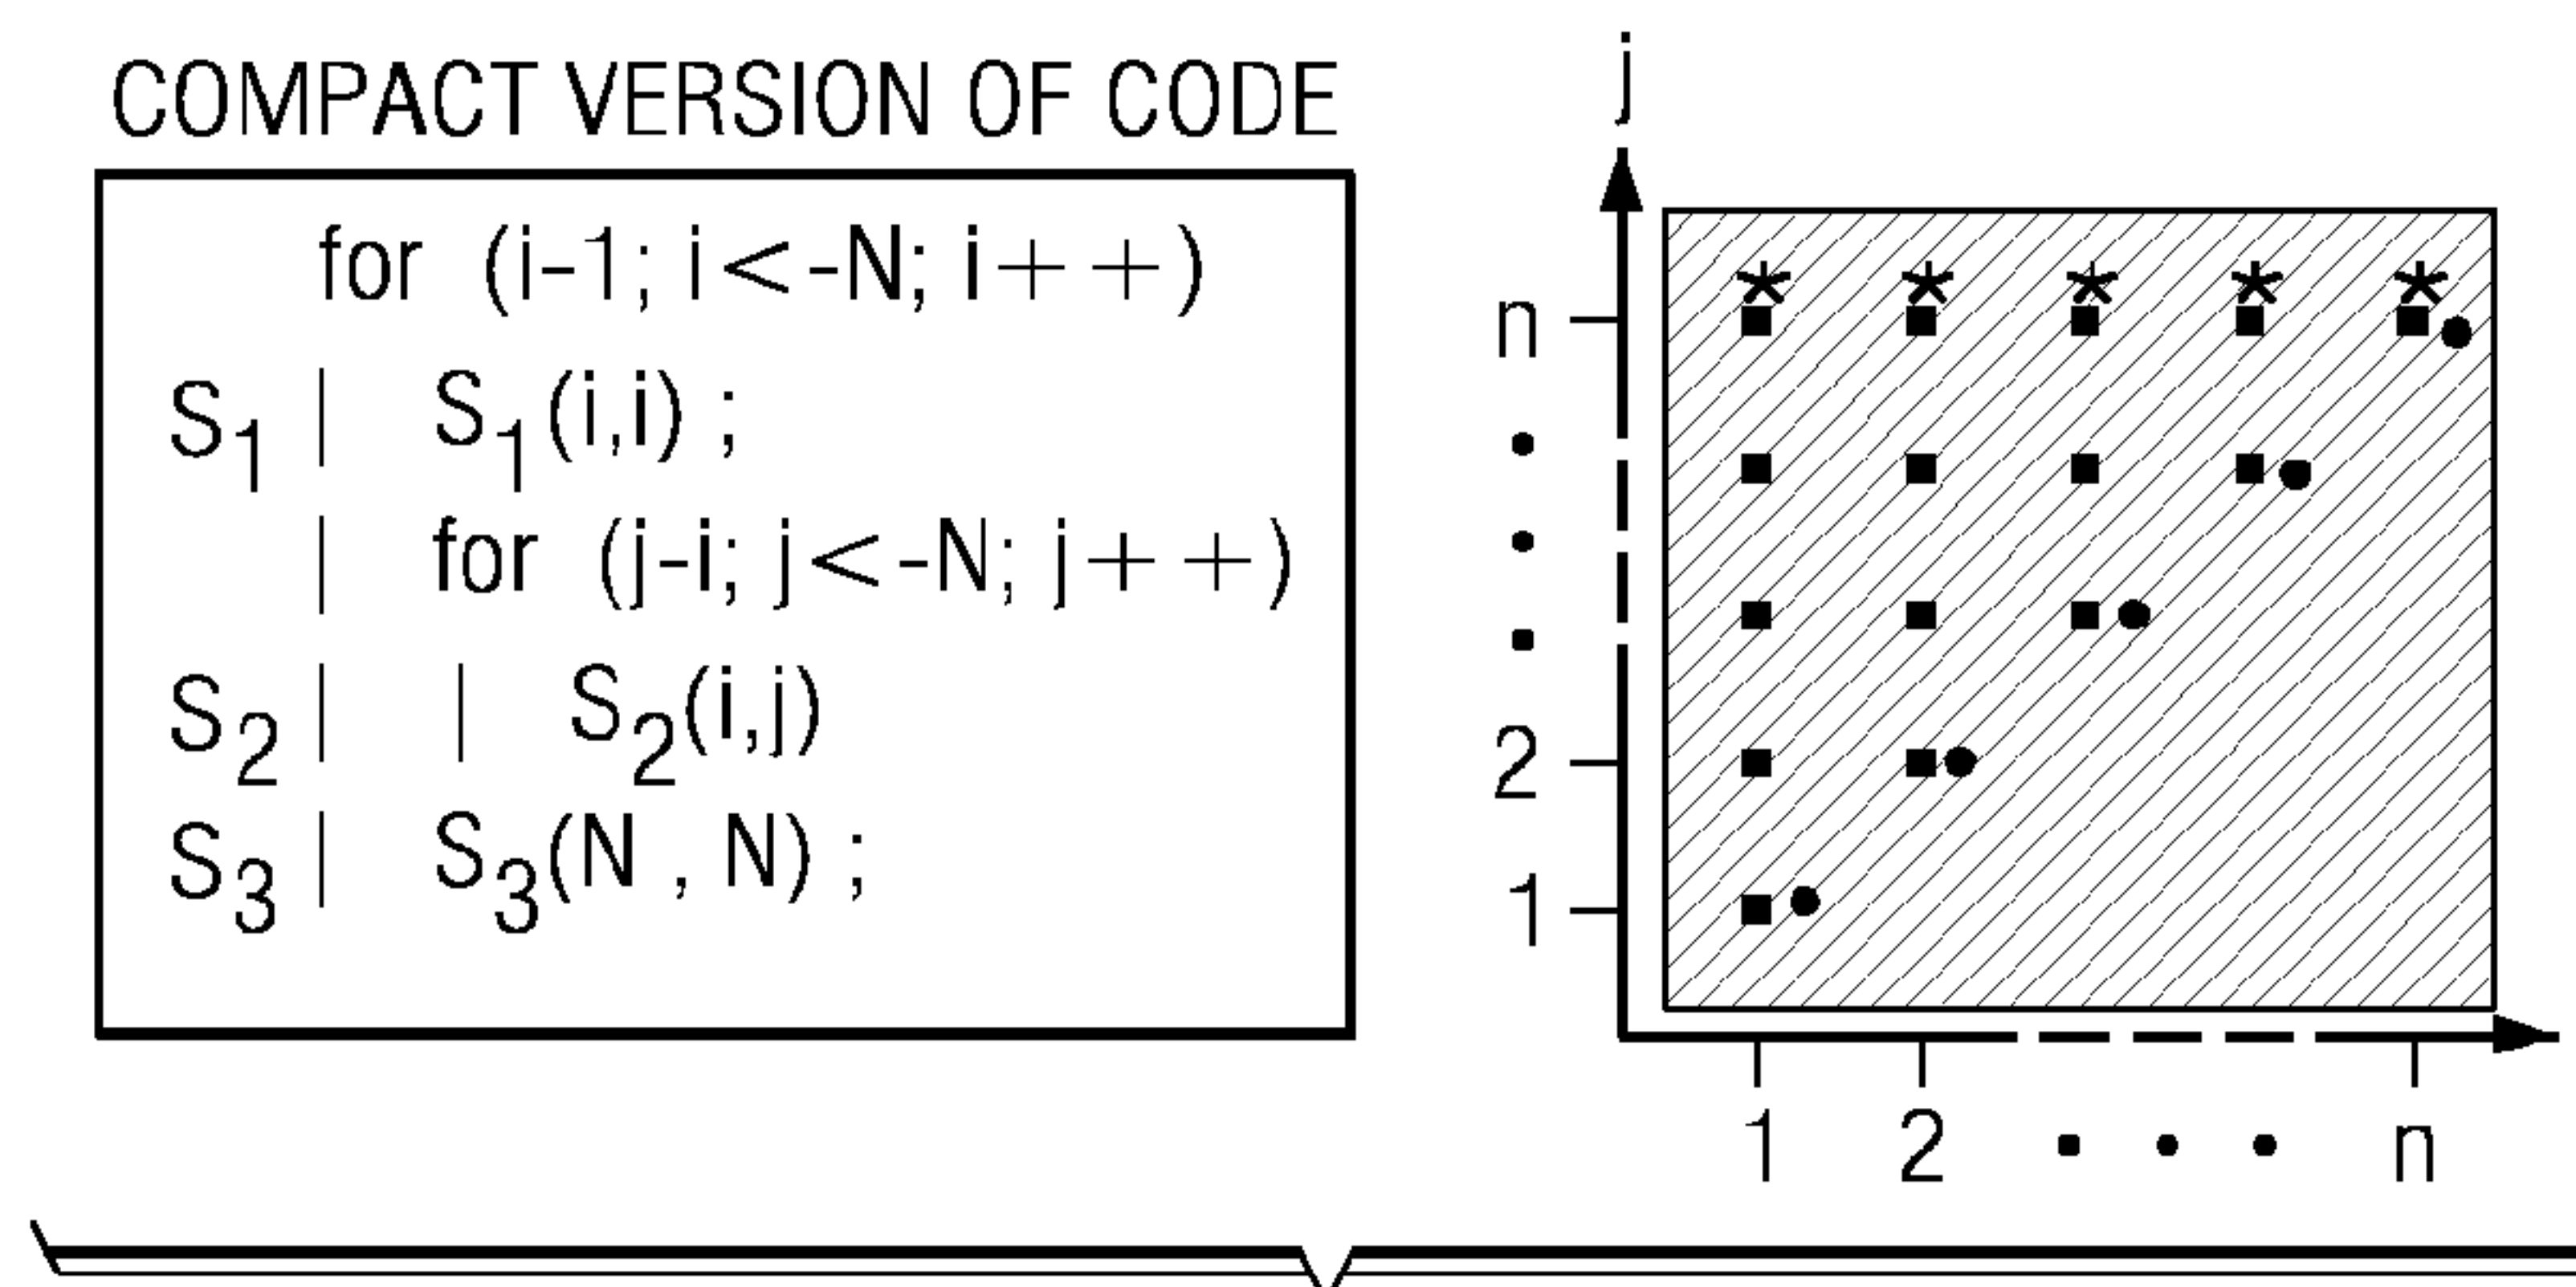 COMPACT VERSION OF CODE
for (i-1; i<-N; i++)
S1 | S1(i,i) ;
| for (j-i; j<-N; j++)
S2 | | S2(i,j)
S3 | S3(N , N) ;
j
n
2
1
1 2 • • • n